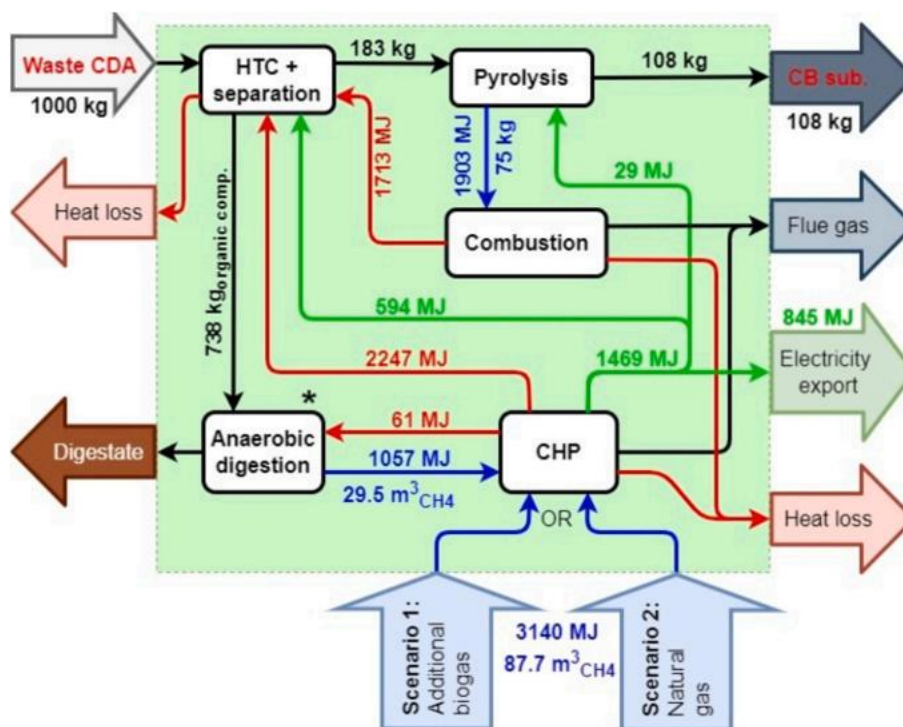 Waste CDA
1000 kg
HTC +
separation
183 kg
Pyrolysis
108 kg
CB sub.
108 kg
1713 MJ
1903 MJ
75 kg
29 MJ
Heat loss
738 kg organic comp.
Combustion
Flue gas
594 MJ
845 MJ
Electricity
export
2247 MJ
1469 MJ
*
61 MJ
Digestate
Anaerobic
digestion
1057 MJ
29.5 m³CH4
CHP
OR
Heat loss
Scenario 1:
Additional
biogas
3140 MJ
87.7 m³CH4
Scenario 2:
Natural
gas